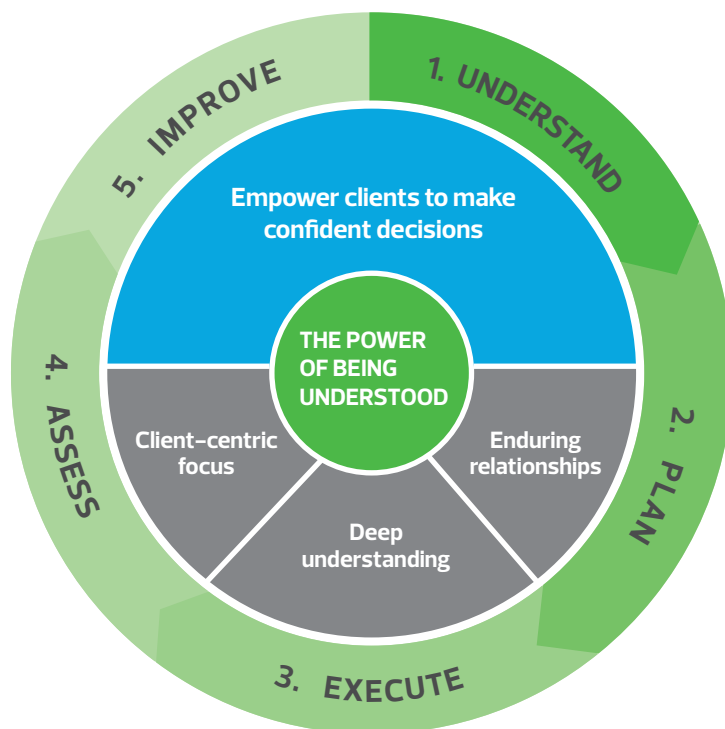 1. UNDERSTAND
2. PLAN
3. EXECUTE
4. ASSESS
5. IMPROVE
Empower clients to make
confident decisions
THE POWER
OF BEING
UNDERSTOOD
Client-centric
focus
Deep
understanding
Enduring
relationships